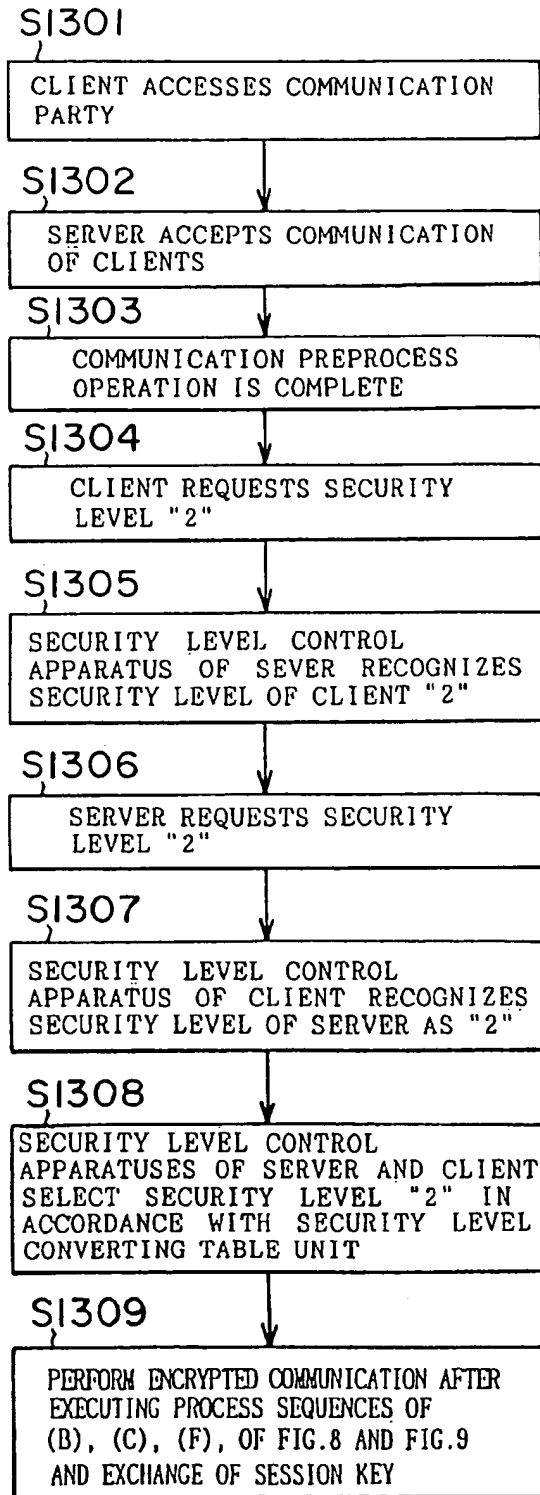 S1301
CLIENT ACCESSES COMMUNICATION
PARTY
S1302
SERVER ACCEPTS COMMUNICATION
OF CLIENTS
S1303
COMMUNICATION PREPROCESS
OPERATION IS COMPLETE
S1304
CLIENT REQUESTS SECURITY
LEVEL "2"
S1305
SECURITY LEVEL CONTROL
APPARATUS OF SEVER RECOGNIZES
SECURITY LEVEL OF CLIENT "2"
S1306
SERVER REQUESTS SECURITY
LEVEL "2"
S1307
SECURITY LEVEL CONTROL
APPARATUS OF CLIENT RECOGNIZES
SECURITY LEVEL OF SERVER AS "2"
S1308
SECURITY LEVEL CONTROL
APPARATUSES OF SERVER AND CLIENT
SELECT SECURITY LEVEL "2" IN
ACCORDANCE WITH SECURITY LEVEL
CONVERTING TABLE UNIT
S1309
PERFORM ENCRYPTED COMMUNICATION AFTER
EXECUTING PROCESS SEQUENCES OF
(B), (C), (F), OF FIG.8 AND FIG.9
AND EXCHANGE OF SESSION KEY